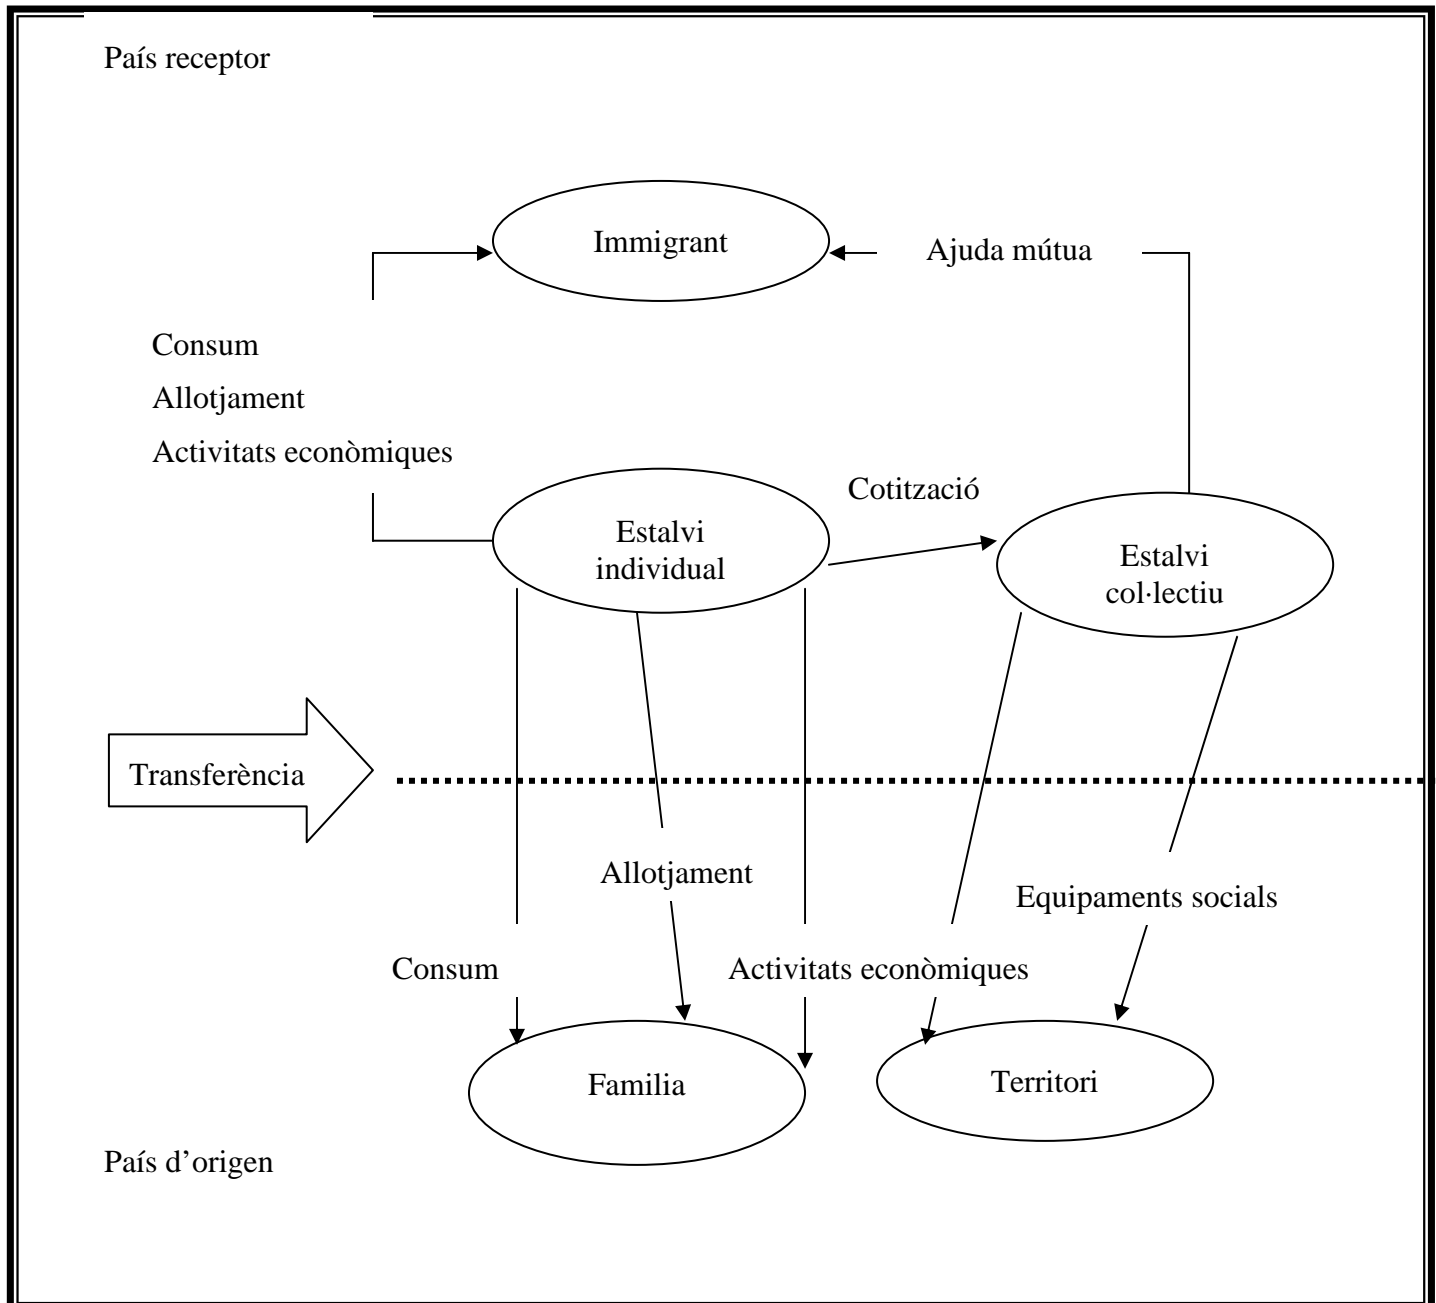 País receptor
Immigrant
Ajuda mútua
Consum
Allotjament
Activitats econòmiques
Cotització
Estalvi
individual
Estalvi
col·lectiu
Transferència
Allotjament
Equipaments socials
Consum
Activitats econòmiques
Familia
Territori
País d’origen